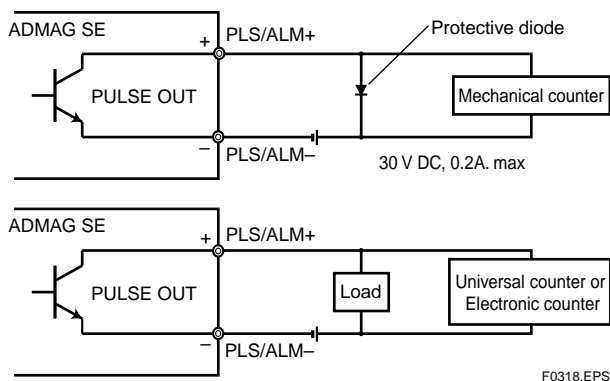 ADMAG SE
+
PLS/ALM+
Protective diode
PULSE OUT
Mechanical counter
–
PLS/ALM–
30 V DC, 0.2A. max
ADMAG SE
+
PLS/ALM+
PULSE OUT
Load
Universal counter or
Electronic counter
–
PLS/ALM–
F0318.EPS